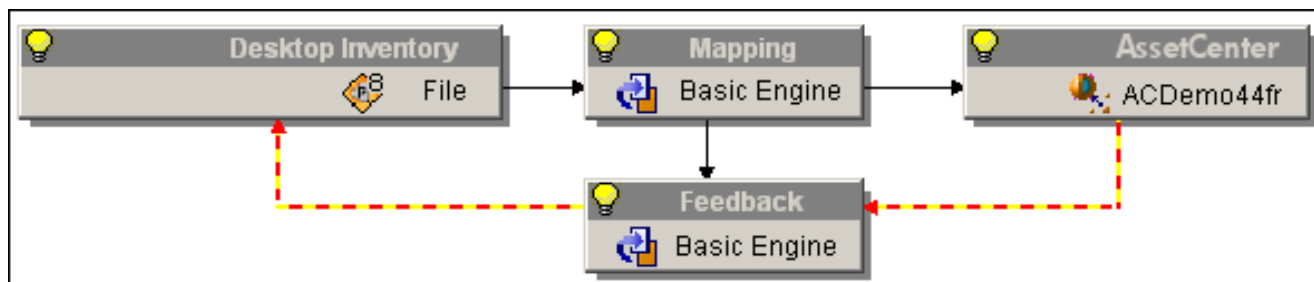 Desktop Inventory
File
Mapping
Basic Engine
AssetCenter
ACDemo44fr
Feedback
Basic Engine